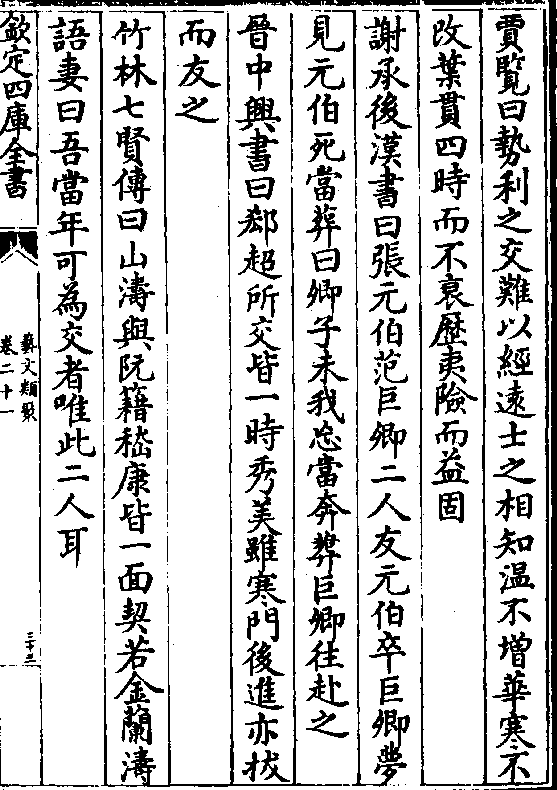 賈覽曰勢利之交難以經逺士之相知温不增華寒不
改葉貫四時而不衰歴夷險而益固
謝承後漢書曰張元伯范巨卿二人友元伯卒巨卿夢
見元伯死當葬曰卿子未我忘當奔葬巨卿往赴之
晉中興書曰郄超所交皆一時秀美雖寒門後進亦拔
而友之
竹林七賢傳曰山濤與阮籍嵇康皆一面契若金蘭濤
語妻曰吾當年可為交者唯此二人耳
欽定四庫全書
藝文類聚
卷二十一
三十三